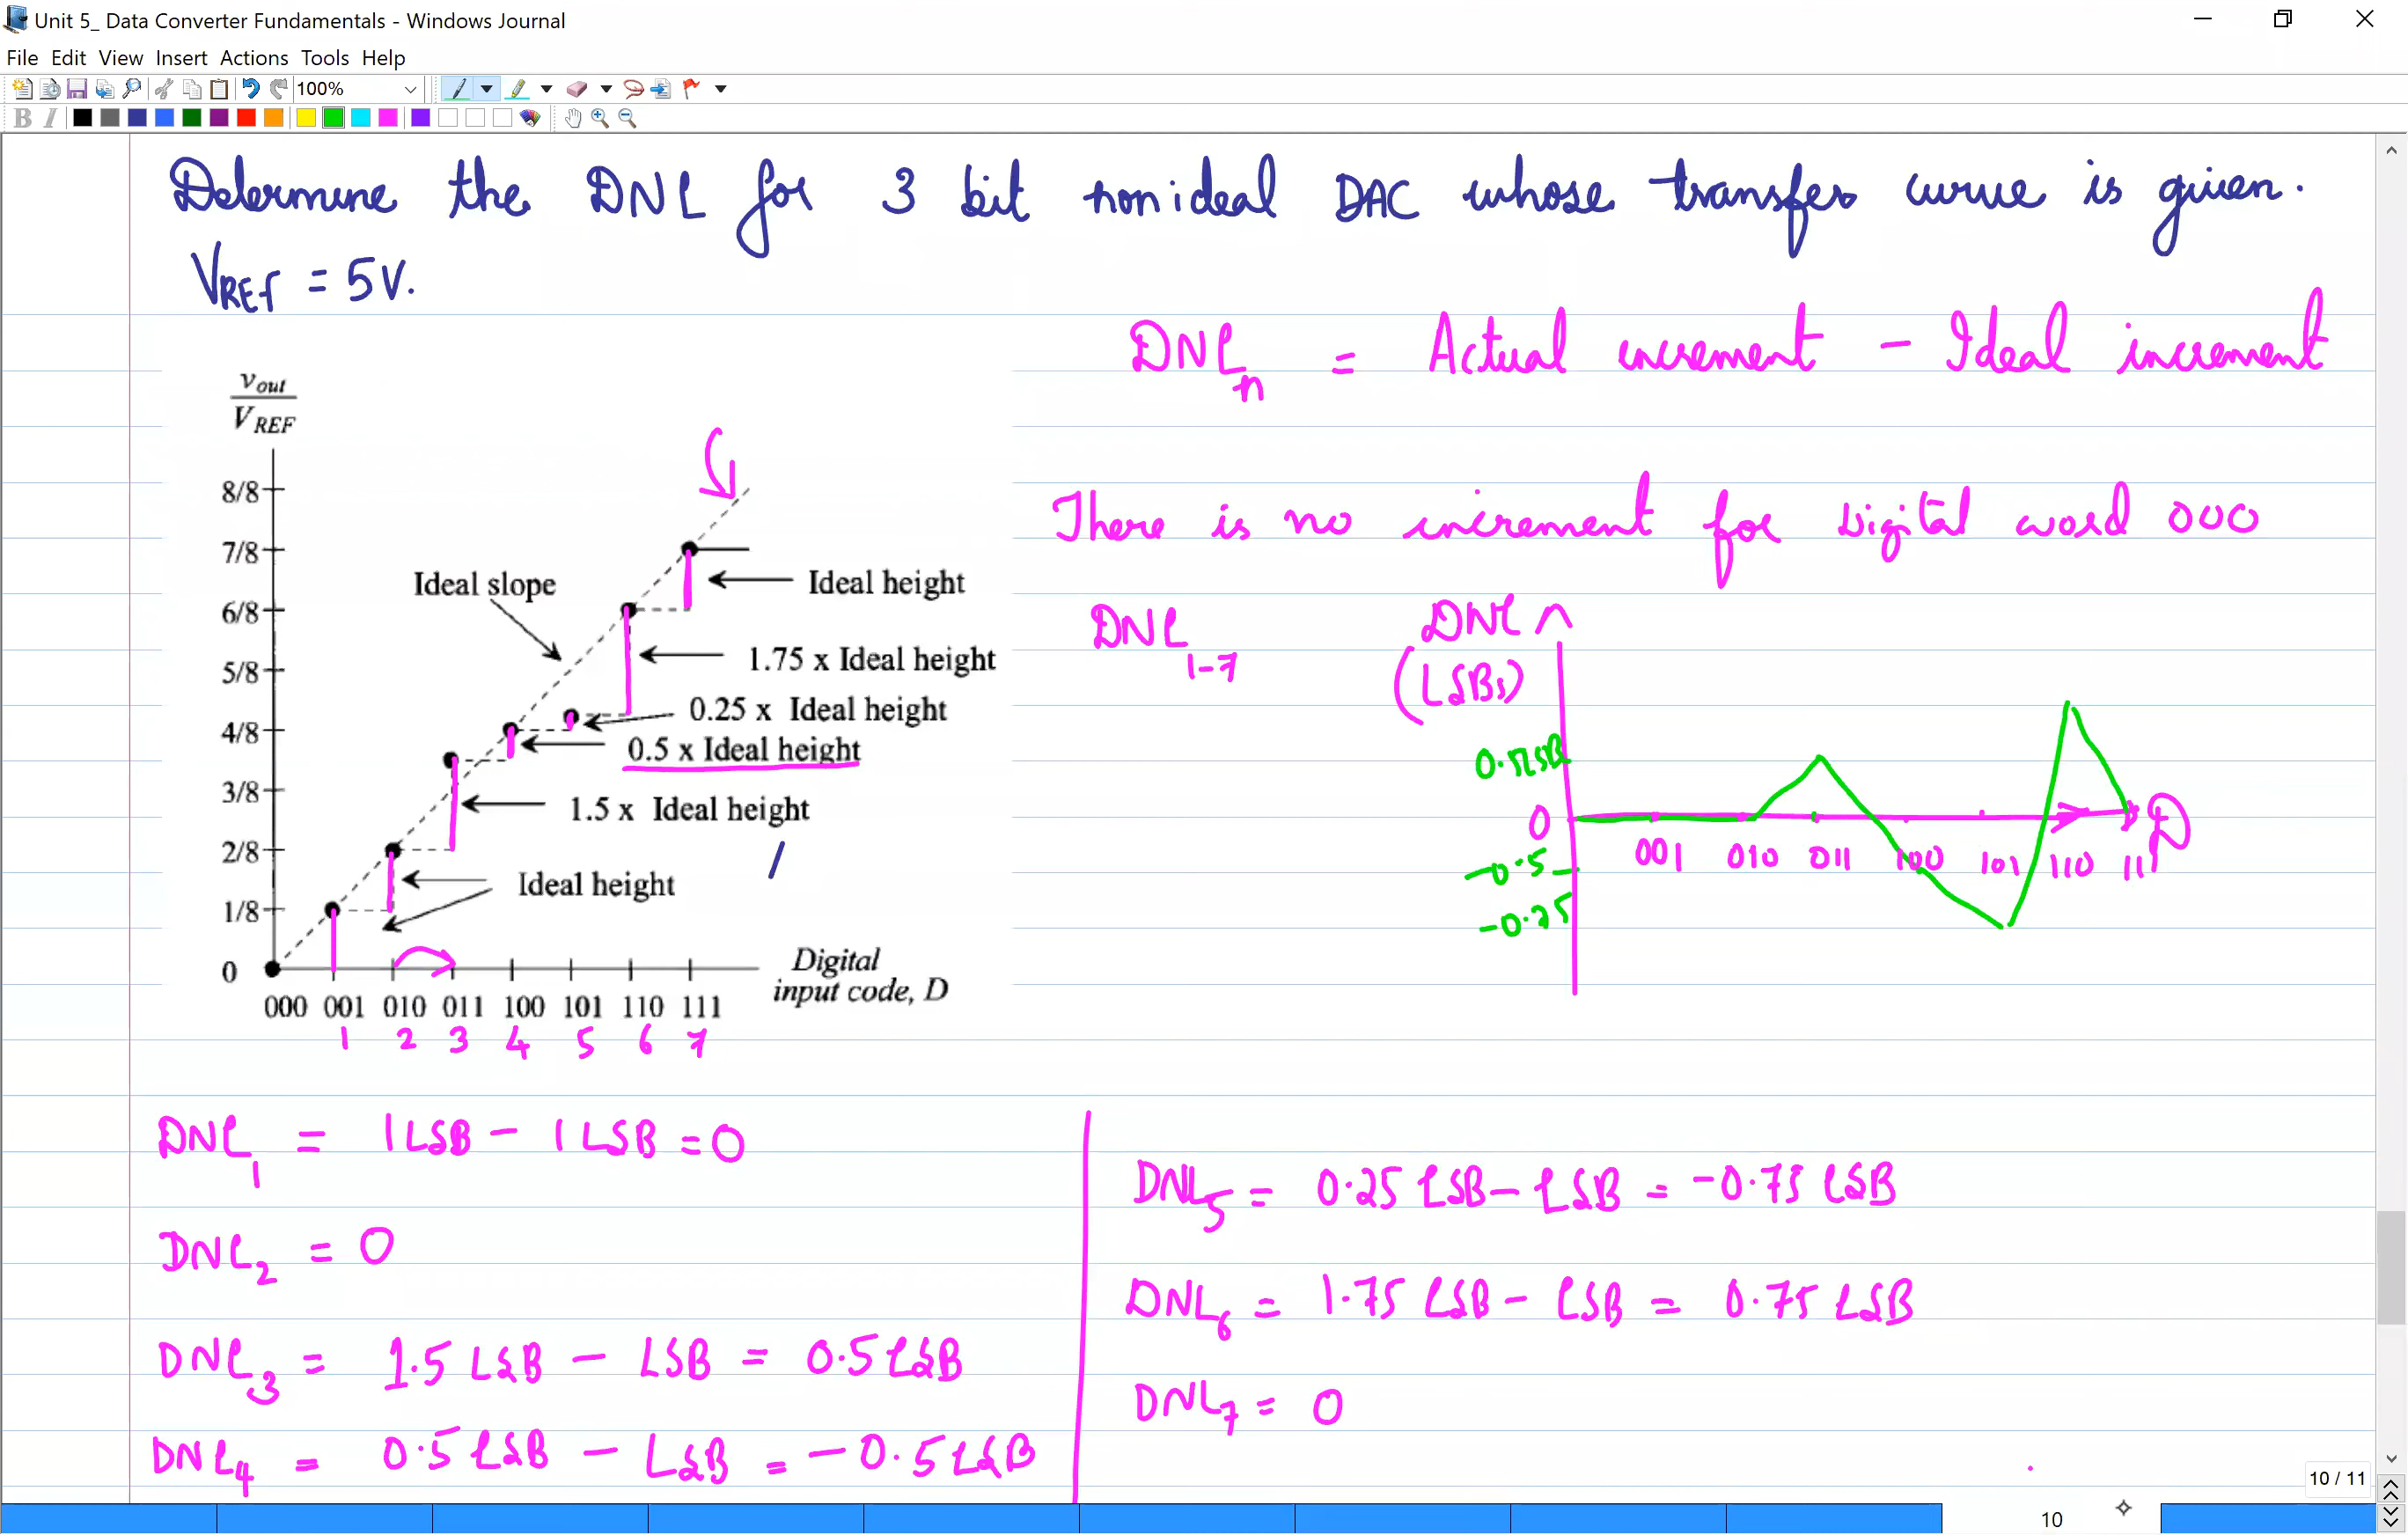 Unit 5_ Data Converter Fundamentals - Windows Journal
File Edit View Insert Actions Tools Help
100%
B I
Determine the DNL for 3 bit nonideal DAC whose transfer curve is given.
VREF = 5V.
DNLn = Actual increment - Ideal increment
There is no increment for Digital word 000
DNL1-7
vout
VREF
8/8
7/8
6/8
5/8
4/8
3/8
2/8
1/8
0
Ideal slope
Ideal height
1.75 x Ideal height
0.25 x Ideal height
0.5 x Ideal height
1.5 x Ideal height
Ideal height
Digital
input code, D
000 001 010 011 100 101 110 111
1 2 3 4 5 6 7
DNL
(LSBs)
0.5LSB
0
-0.5
-0.25
001 010 011 100 101 110 111
D
DNL1 = 1LSB - 1LSB = 0
DNL2 = 0
DNL3 = 1.5 LSB - LSB = 0.5 LSB
DNL4 = 0.5 LSB - LSB = -0.5 LSB
DNL5 = 0.25 LSB - LSB = -0.75 LSB
DNL6 = 1.75 LSB - LSB = 0.75 LSB
DNL7 = 0
10 / 11
10